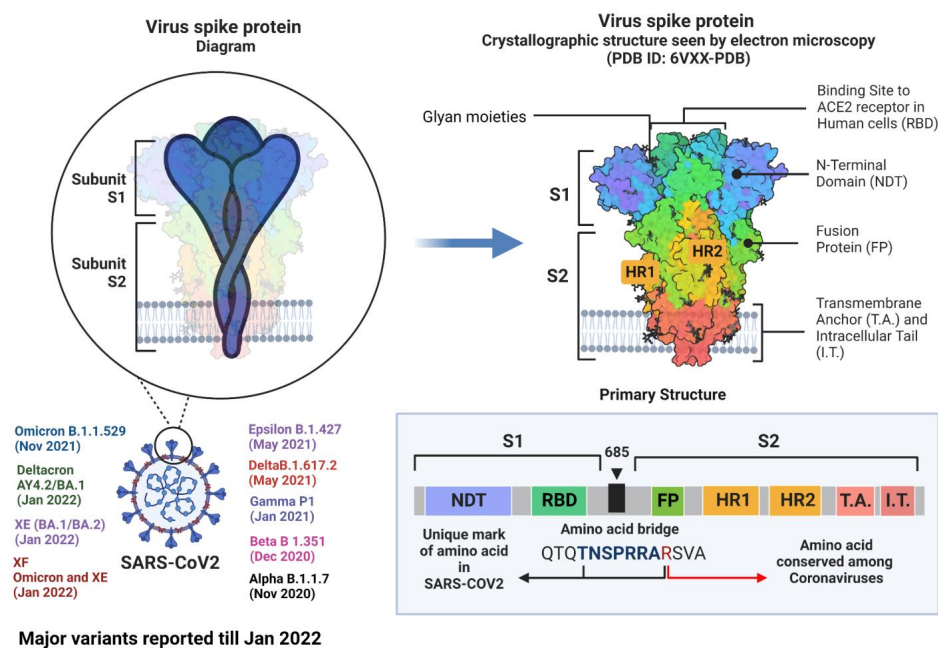 Virus spike protein
Diagram
Subunit
S1
Subunit
S2
Virus spike protein
Crystallographic structure seen by electron microscopy
(PDB ID: 6VXX-PDB)
Glyan moieties
Binding Site to
ACE2 receptor in
Human cells (RBD)
N-Terminal
Domain (NDT)
Fusion
Protein (FP)
Transmembrane
Anchor (T.A.) and
Intracellular Tail
(I.T.)
S1
S2
HR1
HR2
Omicron B.1.1.529
(Nov 2021)
Deltacron
AY4.2/BA.1
(Jan 2022)
XE (BA.1/BA.2)
(Jan 2022)
XF
Omicron and XE
(Jan 2022)
SARS-CoV2
Epsilon B.1.427
(May 2021)
DeltaB.1.617.2
(May 2021)
Gamma P1
(Jan 2021)
Beta B 1.351
(Dec 2020)
Alpha B.1.1.7
(Nov 2020)
Major variants reported till Jan 2022
Primary Structure
S1
685
S2
NDT
RBD
FP
HR1
HR2
T.A.
I.T.
Unique mark
of amino acid
in
SARS-COV2
Amino acid bridge
QTQTNSPRRARSVA
Amino acid
conserved among
Coronaviruses